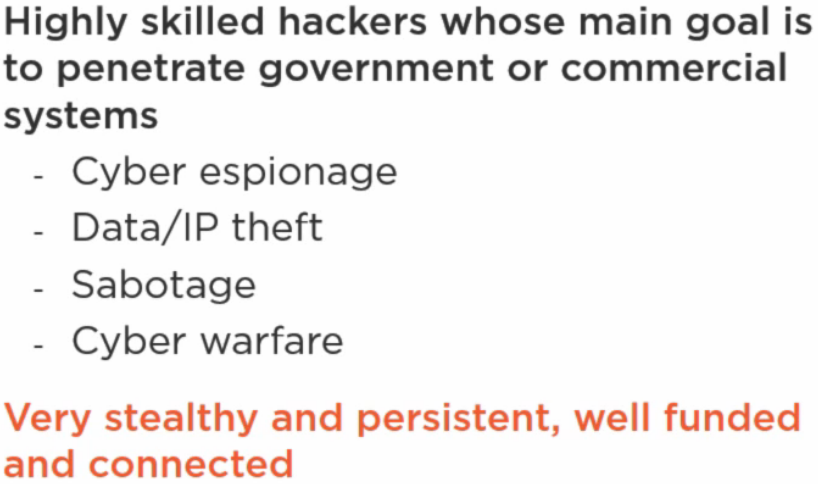 Highly skilled hackers whose main goal is
to penetrate government or commercial
systems
- Cyber espionage
- Data/IP theft
- Sabotage
- Cyber warfare
Very stealthy and persistent, well funded
and connected